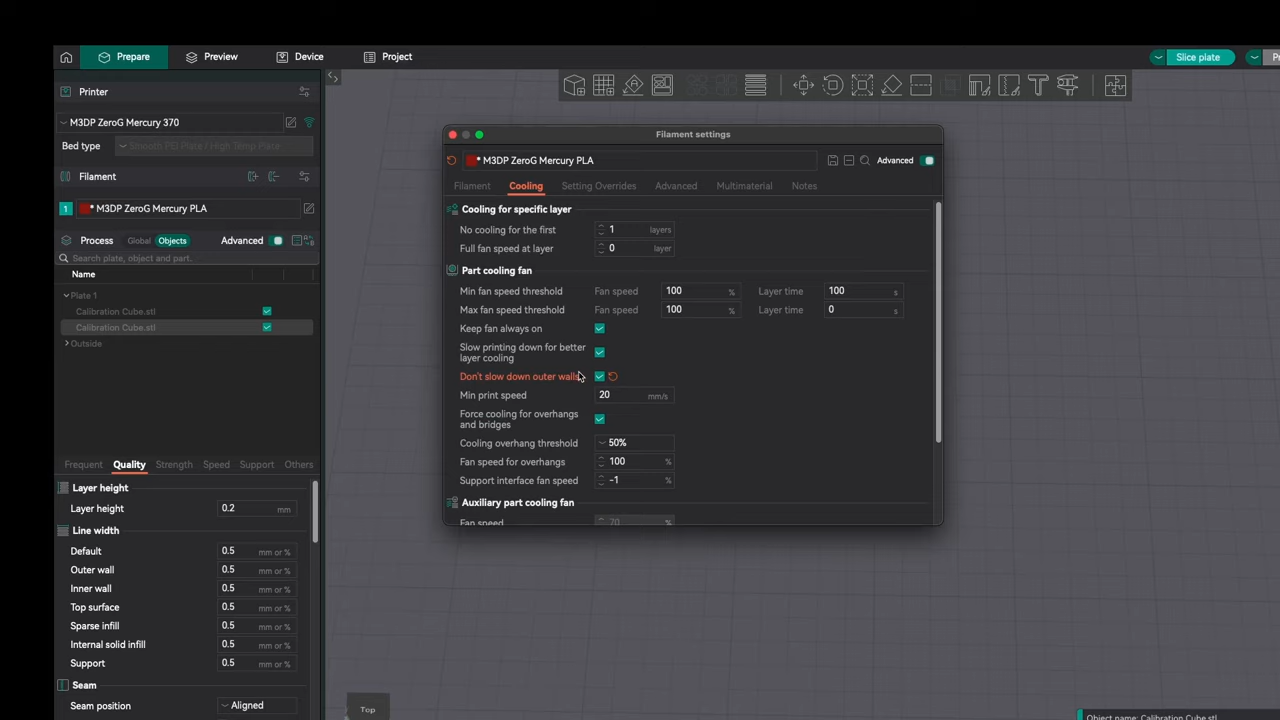 Prepare Preview Device Project Slice plate
Printer
M3DP ZeroG Mercury 370
Bed type Smooth PEI Plate / High Temp Plate
Filament
1 * M3DP ZeroG Mercury PLA
Process Global Objects Advanced
Search plate, object and part.
Name
Plate 1
Calibration Cube.stl
Calibration Cube.stl
Outside
Frequent Quality Strength Speed Support Others
Layer height
Layer height 0.2 mm
Line width
Default 0.5 mm or %
Outer wall 0.5 mm or %
Inner wall 0.5 mm or %
Top surface 0.5 mm or %
Sparse infill 0.5 mm or %
Internal solid infill 0.5 mm or %
Support 0.5 mm or %
Seam
Seam position Aligned
Filament settings
* M3DP ZeroG Mercury PLA Advanced
Filament Cooling Setting Overrides Advanced Multimaterial Notes
Cooling for specific layer
No cooling for the first 1 layers
Full fan speed at layer 0 layer
Part cooling fan
Min fan speed threshold Fan speed 100 % Layer time 100 s
Max fan speed threshold Fan speed 100 % Layer time 0 s
Keep fan always on
Slow printing down for better
layer cooling
Don't slow down outer walls
Min print speed 20 mm/s
Force cooling for overhangs
and bridges
Cooling overhang threshold 50%
Fan speed for overhangs 100 %
Support interface fan speed -1 %
Auxiliary part cooling fan
Fan speed 70 %
Top
Object name: Calibration Cube.stl